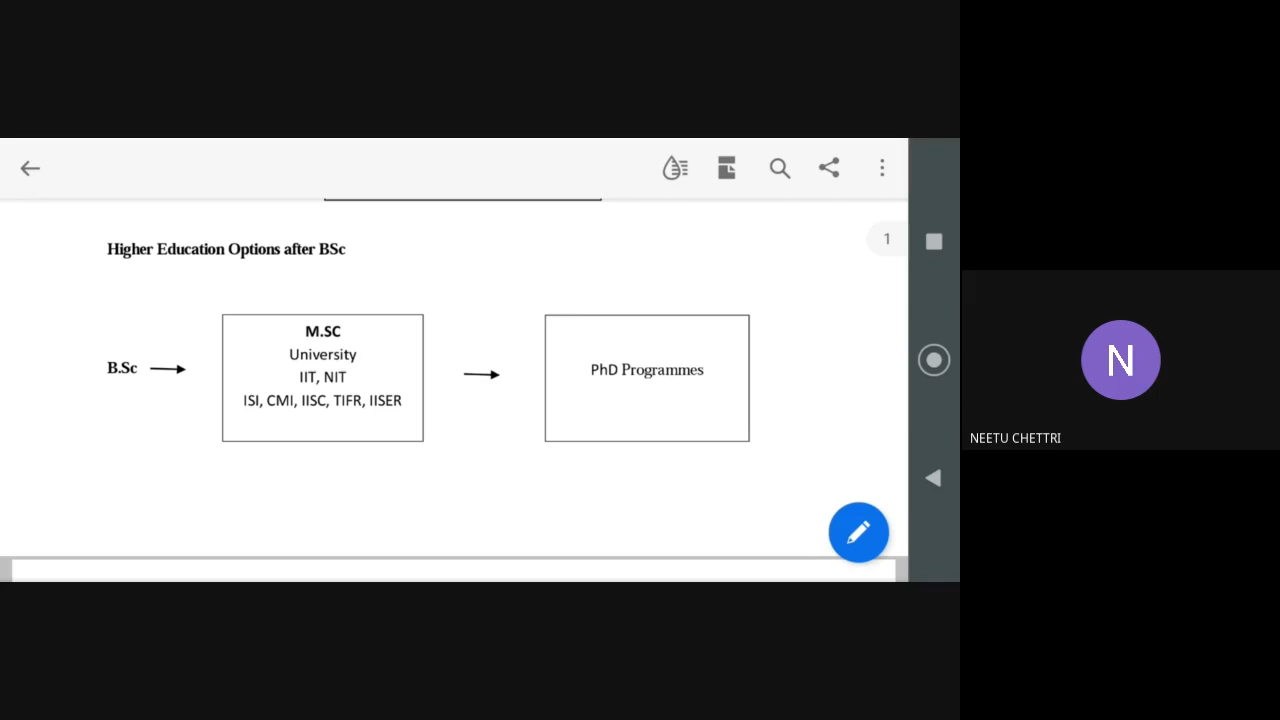 1
Higher Education Options after BSc
B.Sc
M.SC
University
IIT, NIT
ISI, CMI, IISC, TIFR, IISER
PhD Programmes
N
NEETU CHETTRI